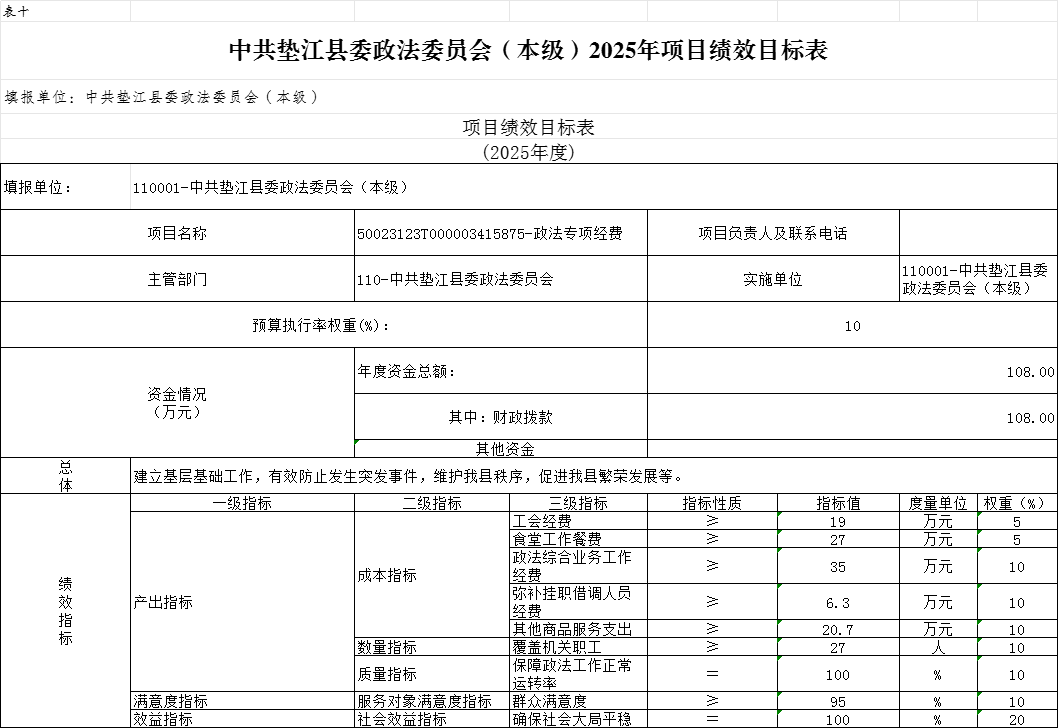 表十
中共垫江县委政法委员会（本级）2025年项目绩效目标表
填报单位：中共垫江县委政法委员会（本级）
项目绩效目标表
(2025年度)
填报单位： 110001-中共垫江县委政法委员会（本级）
项目名称 50023123T000003415875-政法专项经费 项目负责人及联系电话
主管部门 110-中共垫江县委政法委员会 实施单位 110001-中共垫江县委
政法委员会（本级）
预算执行率权重(%)： 10
资金情况
（万元）
年度资金总额： 108.00
其中：财政拨款 108.00
其他资金
总
体
建立基层基础工作，有效防止发生突发事件，维护我县秩序，促进我县繁荣发展等。
绩
效
指
标
一级指标 二级指标 三级指标 指标性质 指标值 度量单位 权重（%）
产出指标
成本指标
工会经费 ≥ 19 万元 5
食堂工作餐费 ≥ 27 万元 5
政法综合业务工作
经费 ≥ 35 万元 10
弥补挂职借调人员
经费 ≥ 6.3 万元 10
其他商品服务支出 ≥ 20.7 万元 10
数量指标 覆盖机关职工 ≥ 27 人 10
质量指标 保障政法工作正常
运转率 ＝ 100 % 10
满意度指标 服务对象满意度指标 群众满意度 ≥ 95 % 10
效益指标 社会效益指标 确保社会大局平稳 ＝ 100 % 20